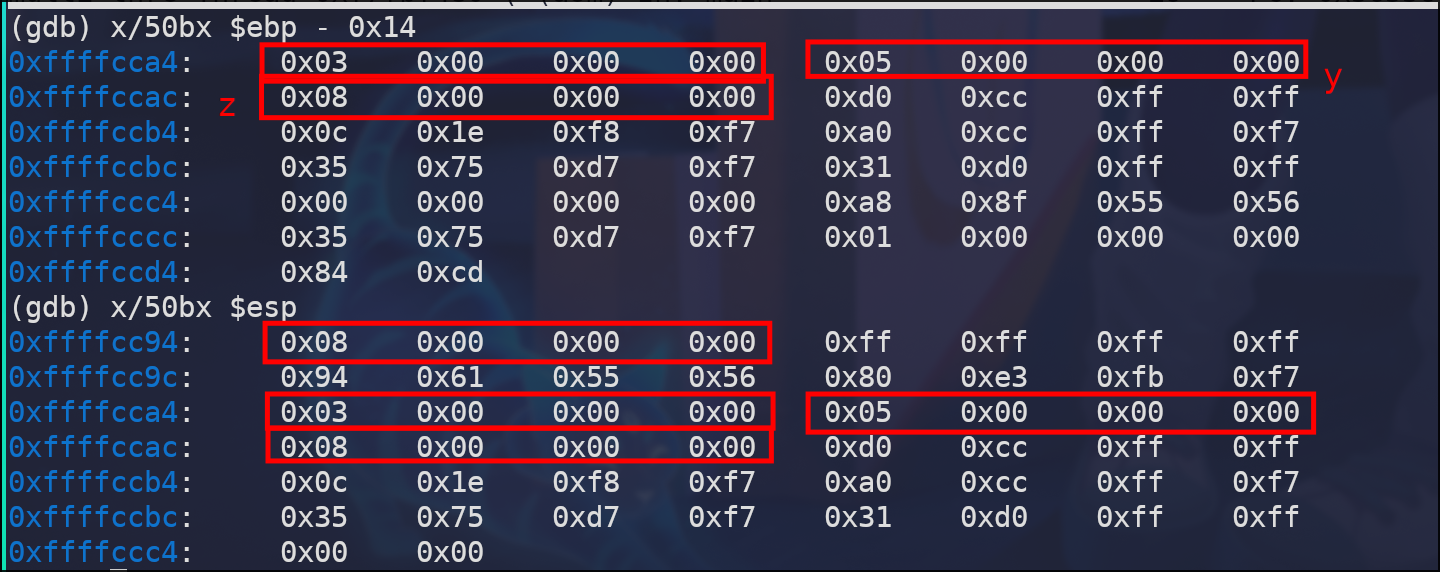 (gdb) x/50bx $ebp - 0x14
0xffffcca4: 0x03 0x00 0x00 0x00 0x05 0x00 0x00 0x00 y
0xffffccac: z 0x08 0x00 0x00 0x00 0xd0 0xcc 0xff 0xff
0xffffccb4: 0x0c 0x1e 0xf8 0xf7 0xa0 0xcc 0xff 0xf7
0xffffccbc: 0x35 0x75 0xd7 0xf7 0x31 0xd0 0xff 0xff
0xffffccc4: 0x00 0x00 0x00 0x00 0xa8 0x8f 0x55 0x56
0xffffcccc: 0x35 0x75 0xd7 0xf7 0x01 0x00 0x00 0x00
0xffffccd4: 0x84 0xcd
(gdb) x/50bx $esp
0xffffcc94: 0x08 0x00 0x00 0x00 0xff 0xff 0xff 0xff
0xffffcc9c: 0x94 0x61 0x55 0x56 0x80 0xe3 0xfb 0xf7
0xffffcca4: 0x03 0x00 0x00 0x00 0x05 0x00 0x00 0x00
0xffffccac: 0x08 0x00 0x00 0x00 0xd0 0xcc 0xff 0xff
0xffffccb4: 0x0c 0x1e 0xf8 0xf7 0xa0 0xcc 0xff 0xf7
0xffffccbc: 0x35 0x75 0xd7 0xf7 0x31 0xd0 0xff 0xff
0xffffccc4: 0x00 0x00